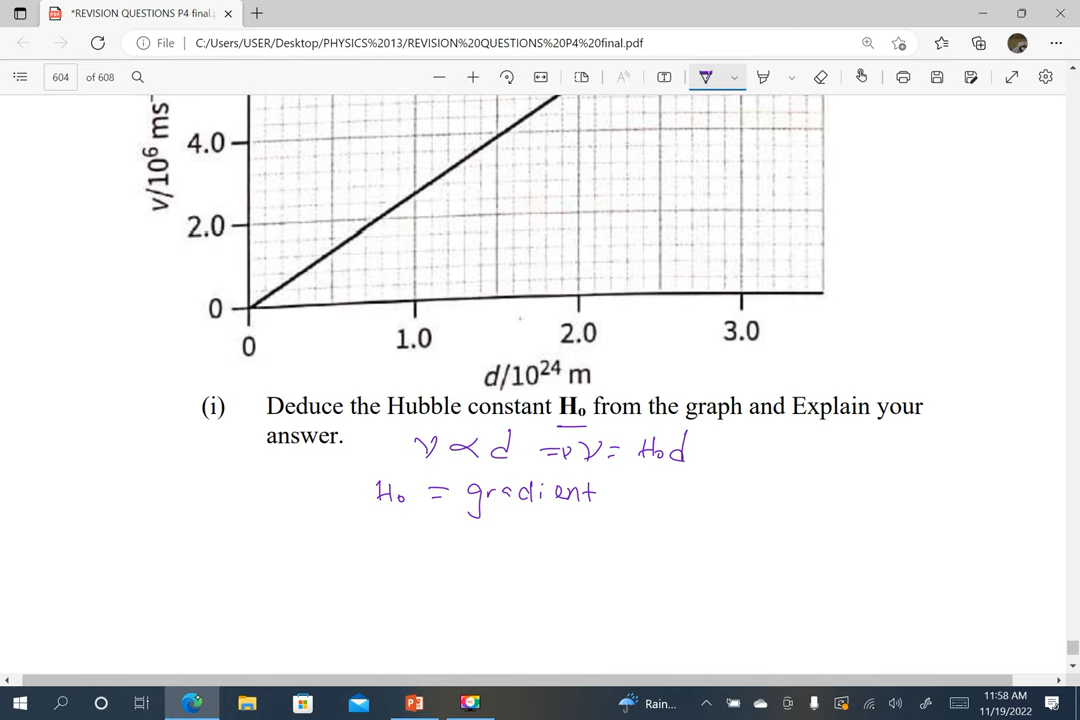 *REVISION QUESTIONS P4 final.p
File C:/Users/USER/Desktop/PHYSICS%2013/REVISION%20QUESTIONS%20P4%20final.pdf
604 of 608
v/10⁶ ms⁻
4.0
2.0
0
0 1.0 2.0 3.0
d/10²⁴ m
(i) Deduce the Hubble constant H₀ from the graph and Explain your
answer.
v ∝ d ⇒ v = H₀d
H₀ = gradient
Rain...
11:58 AM
11/19/2022